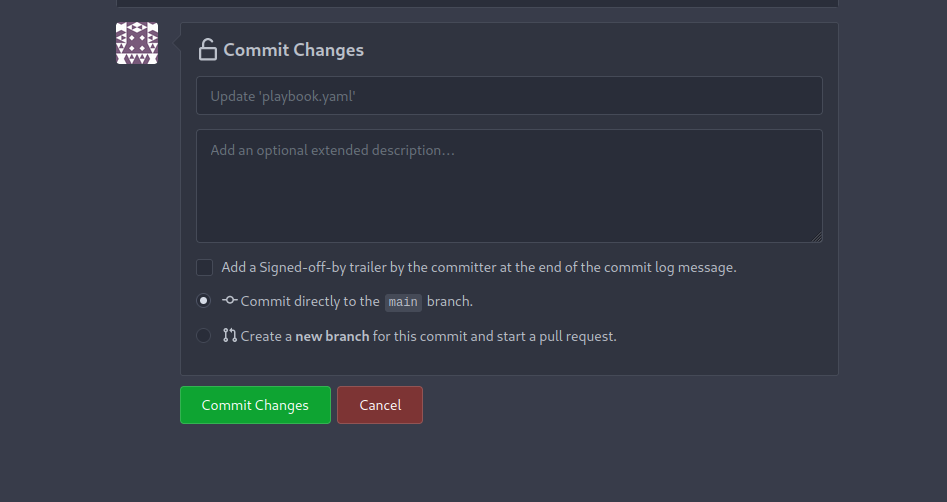 Commit Changes
Update 'playbook.yaml'
Add an optional extended description…
Add a Signed-off-by trailer by the committer at the end of the commit log message.
Commit directly to the main branch.
Create a new branch for this commit and start a pull request.
Commit Changes Cancel